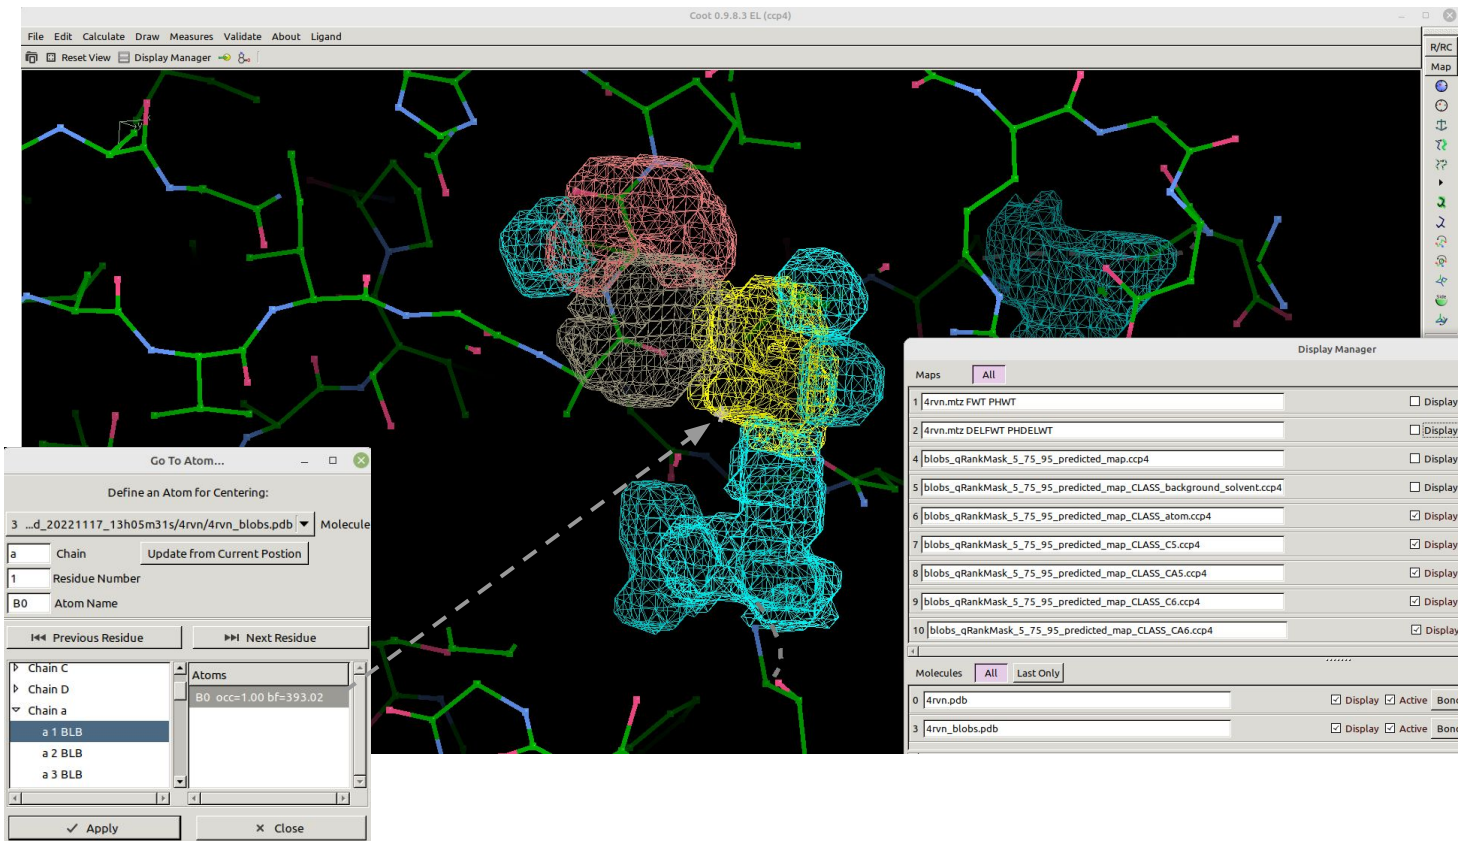 Coot 0.9.8.3 EL (ccp4)
File Edit Calculate Draw Measures Validate About Ligand
Reset View Display Manager
R/RC
Map
Display Manager
Maps All
1 4rvn.mtz FWT PHWT Display
2 4rvn.mtz DELFWT PHDELWT Display
4 blobs_qRankMask_5_75_95_predicted_map.ccp4 Display
5 blobs_qRankMask_5_75_95_predicted_map_CLASS_background_solvent.ccp4 Display
6 blobs_qRankMask_5_75_95_predicted_map_CLASS_atom.ccp4 Display
7 blobs_qRankMask_5_75_95_predicted_map_CLASS_C5.ccp4 Display
8 blobs_qRankMask_5_75_95_predicted_map_CLASS_CA5.ccp4 Display
9 blobs_qRankMask_5_75_95_predicted_map_CLASS_C6.ccp4 Display
10 blobs_qRankMask_5_75_95_predicted_map_CLASS_CA6.ccp4 Display
Molecules All Last Only
0 4rvn.pdb Display Active Bond
3 4rvn_blobs.pdb Display Active Bond
Go To Atom...
Define an Atom for Centering:
3 ...d_20221117_13h05m31s/4rvn/4rvn_blobs.pdb Molecule
a Chain Update from Current Postion
1 Residue Number
B0 Atom Name
Previous Residue Next Residue
Chain C
Chain D
Chain a
a 1 BLB
a 2 BLB
a 3 BLB
Atoms
B0 occ=1.00 bf=393.02
Apply Close